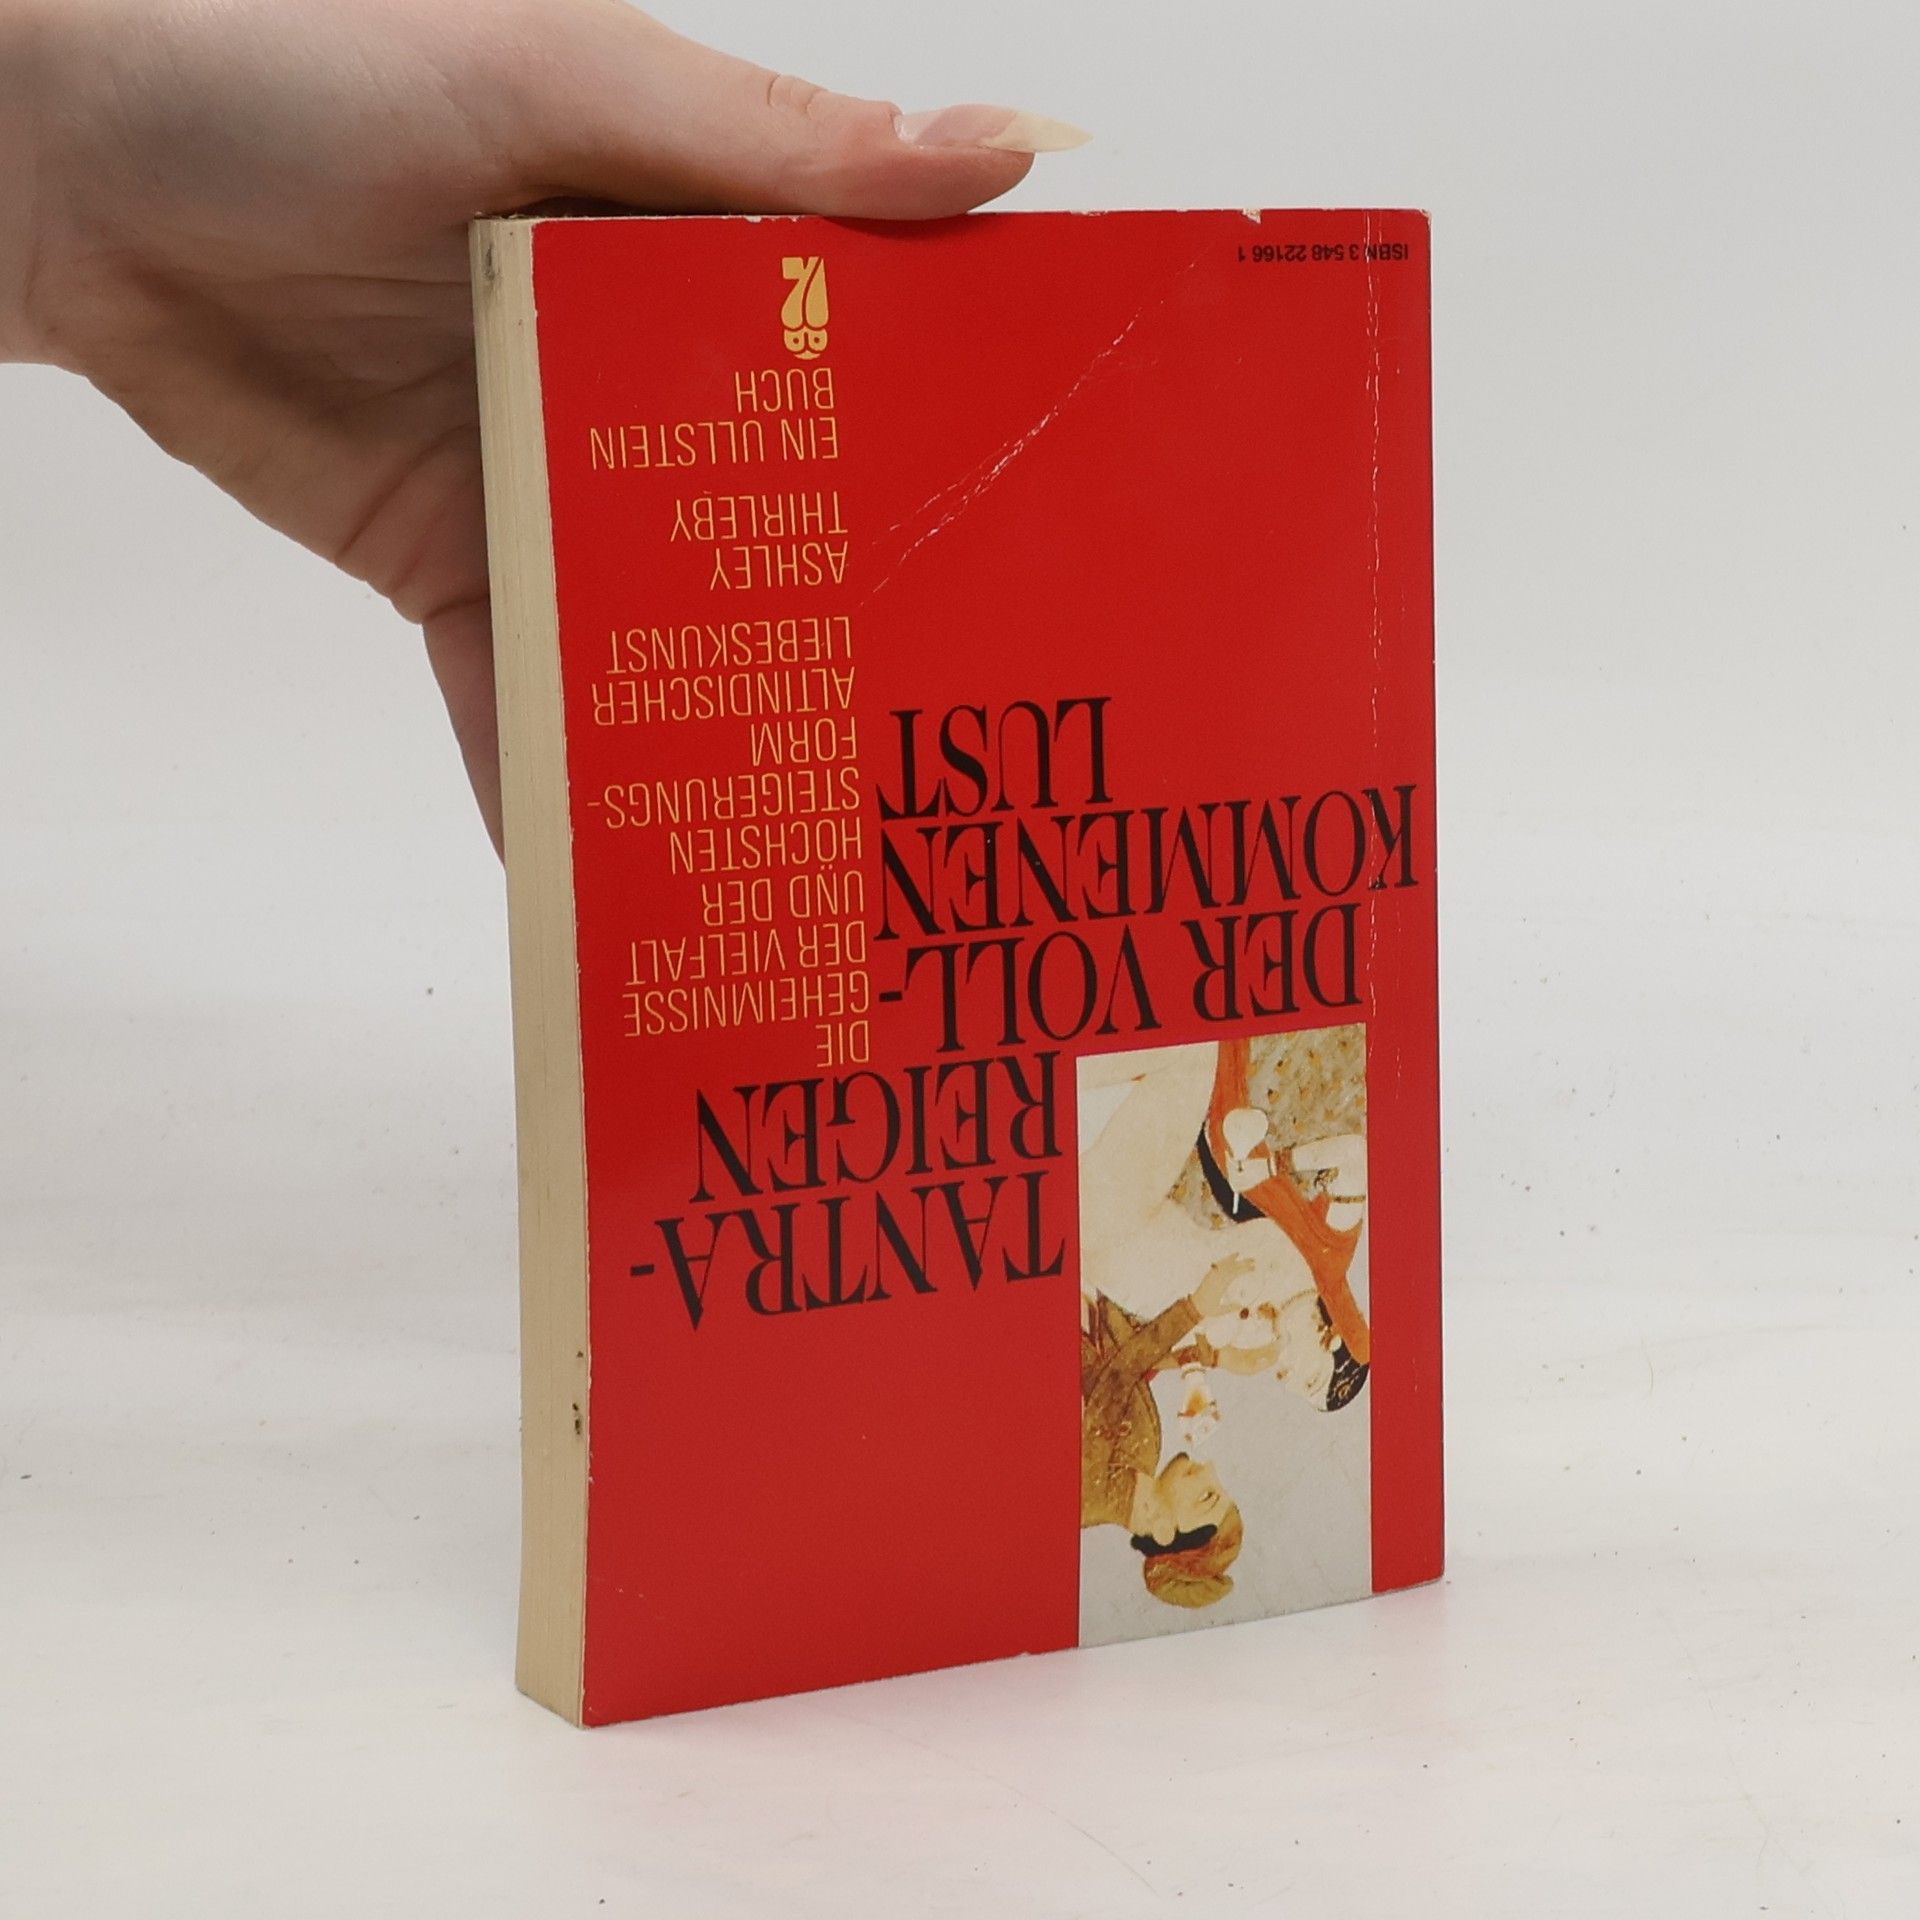 TANTRA-
REIGEN
DER VOLL-
KOMMENEN
LUST
DIE
GEHEIMNISSE
DER VIELFALT
UND DER
HÖCHSTEN
STEIGERUNGS-
FORM
ALTINDISCHER
LIEBESKUNST
ASHLEY
THIRLEBY
EIN ULLSTEIN
BUCH
ISBN 3 548 22166 1